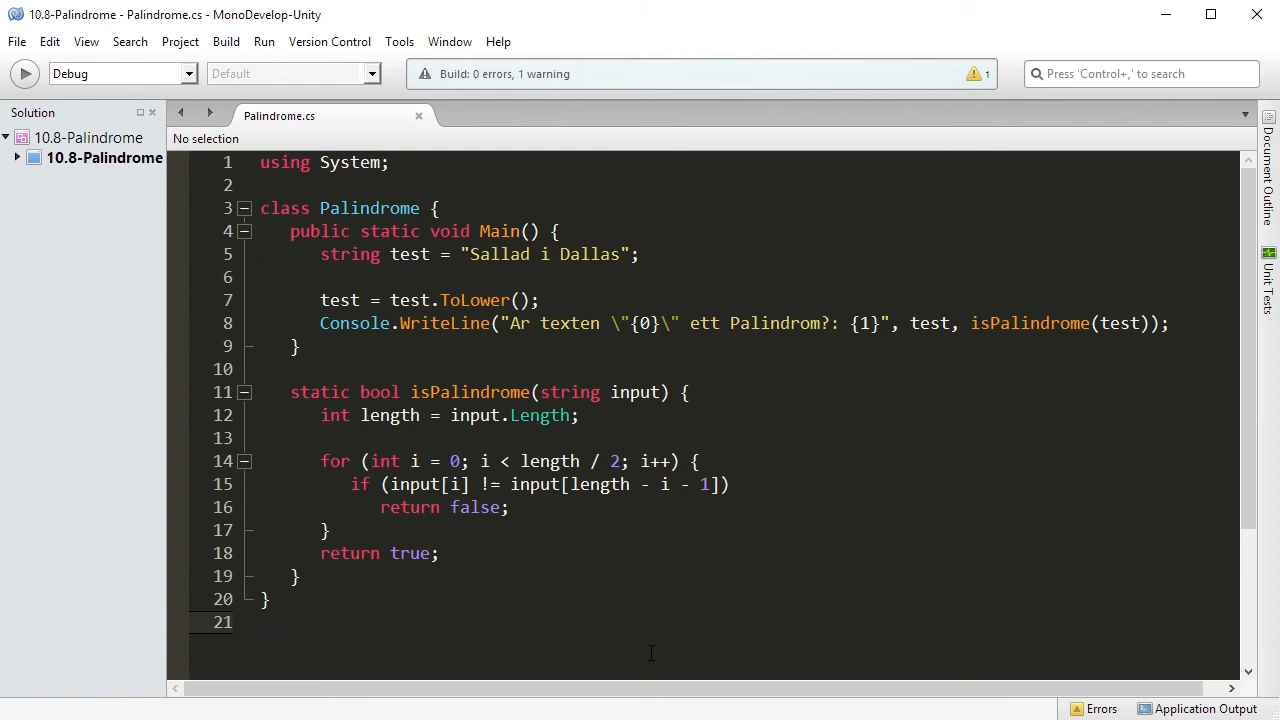 10.8-Palindrome - Palindrome.cs - MonoDevelop-Unity
File Edit View Search Project Build Run Version Control Tools Window Help
Debug Default Build: 0 errors, 1 warning 1 Press 'Control+,' to search
Solution
Palindrome.cs
No selection
10.8-Palindrome
10.8-Palindrome
1 using System;
2
3 class Palindrome {
4 public static void Main() {
5 string test = "Sallad i Dallas";
6
7 test = test.ToLower();
8 Console.WriteLine("Ar texten \"{0}\" ett Palindrom?: {1}", test, isPalindrome(test));
9 }
10
11 static bool isPalindrome(string input) {
12 int length = input.Length;
13
14 for (int i = 0; i < length / 2; i++) {
15 if (input[i] != input[length - i - 1])
16 return false;
17 }
18 return true;
19 }
20 }
21
Document Outline
Unit Tests
Errors Application Output